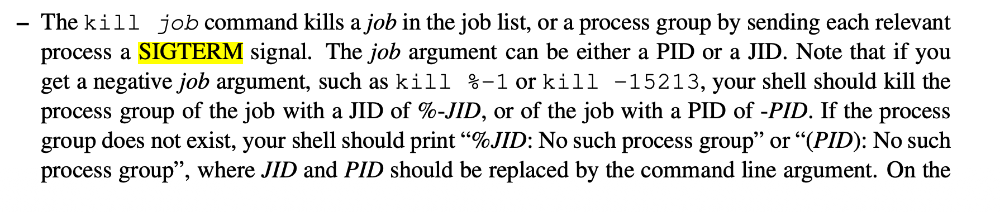 – The kill job command kills a job in the job list, or a process group by sending each relevant
process a SIGTERM signal. The job argument can be either a PID or a JID. Note that if you
get a negative job argument, such as kill %-1 or kill -15213, your shell should kill the
process group of the job with a JID of %-JID, or of the job with a PID of -PID. If the process
group does not exist, your shell should print “%JID: No such process group” or “(PID): No such
process group”, where JID and PID should be replaced by the command line argument. On the